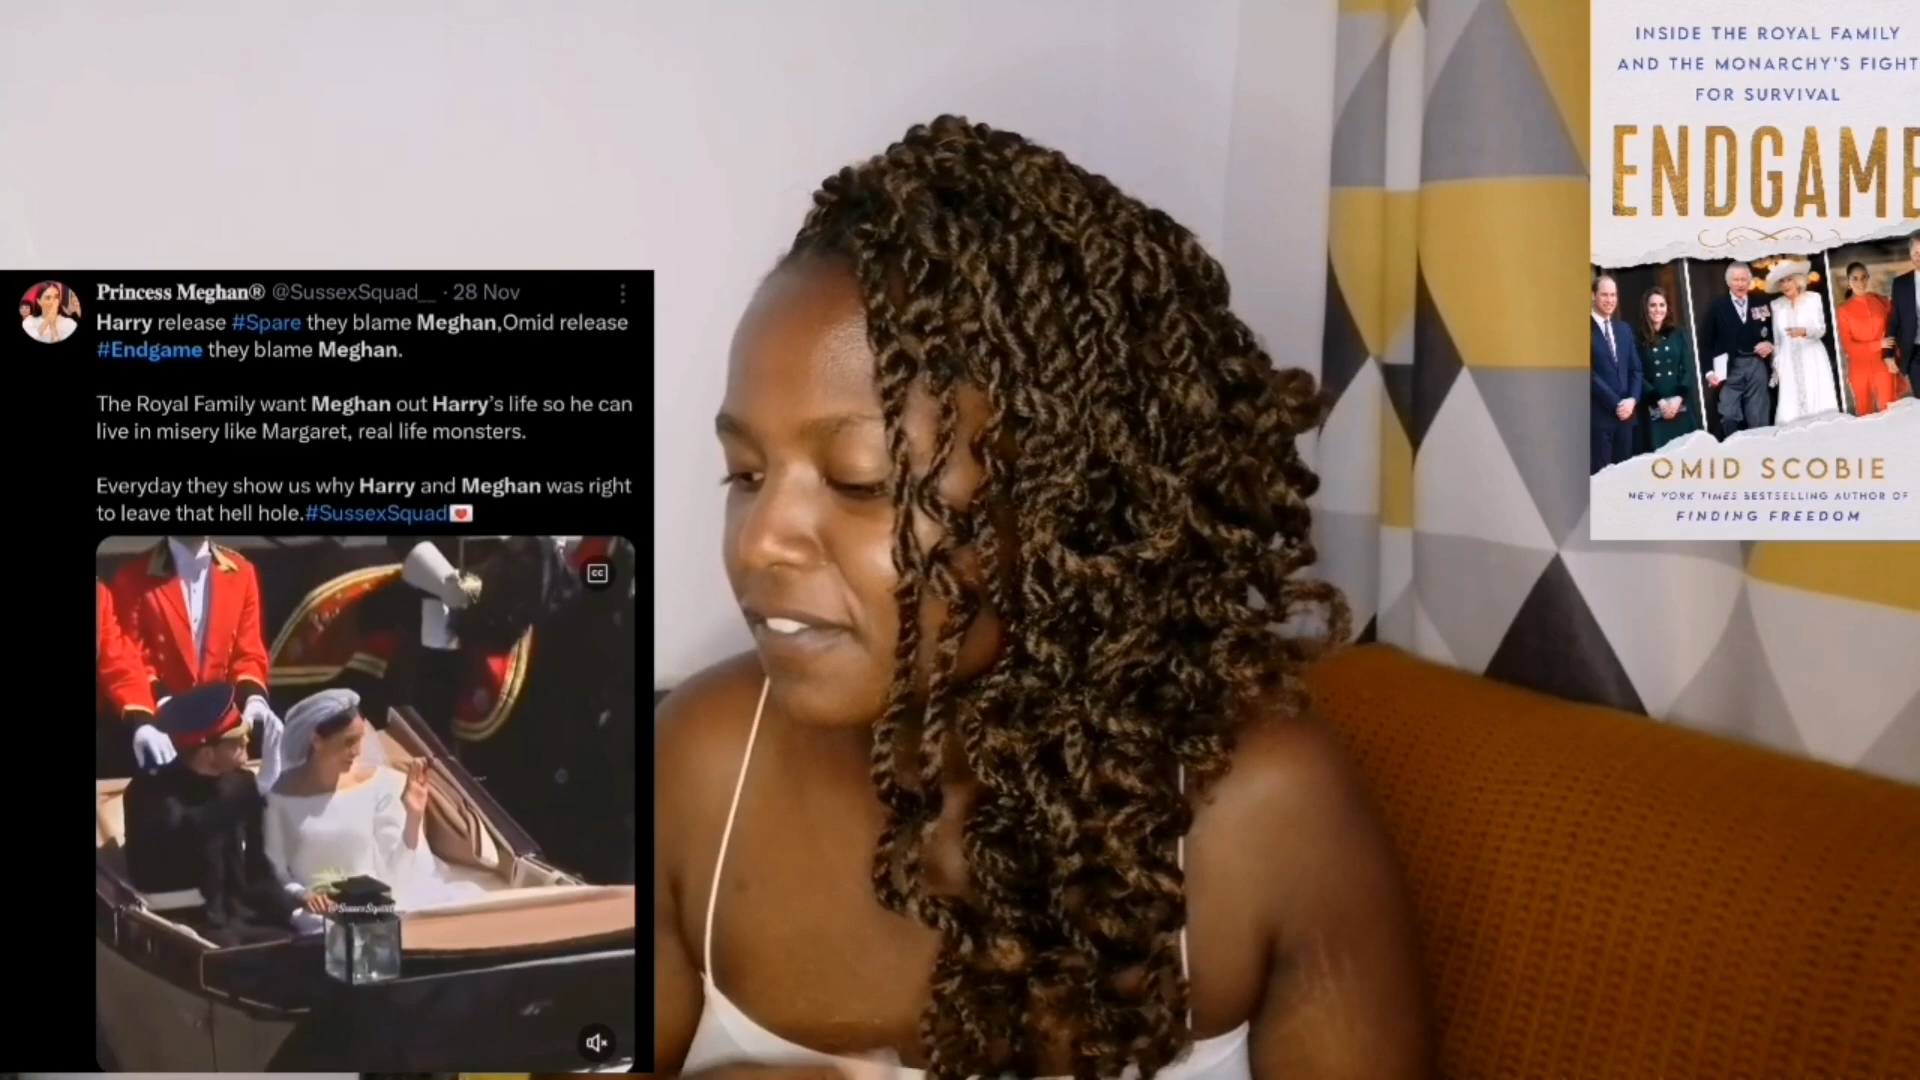 Princess Meghan® @SussexSquad__ · 28 Nov
Harry release #Spare they blame Meghan,Omid release
#Endgame they blame Meghan.
The Royal Family want Meghan out Harry's life so he can
live in misery like Margaret, real life monsters.
Everyday they show us why Harry and Meghan was right
to leave that hell hole.#SussexSquad💌
CC
@SussexSquad
INSIDE THE ROYAL FAMILY
AND THE MONARCHY'S FIGHT
FOR SURVIVAL
ENDGAME
OMID SCOBIE
NEW YORK TIMES BESTSELLING AUTHOR OF
FINDING FREEDOM